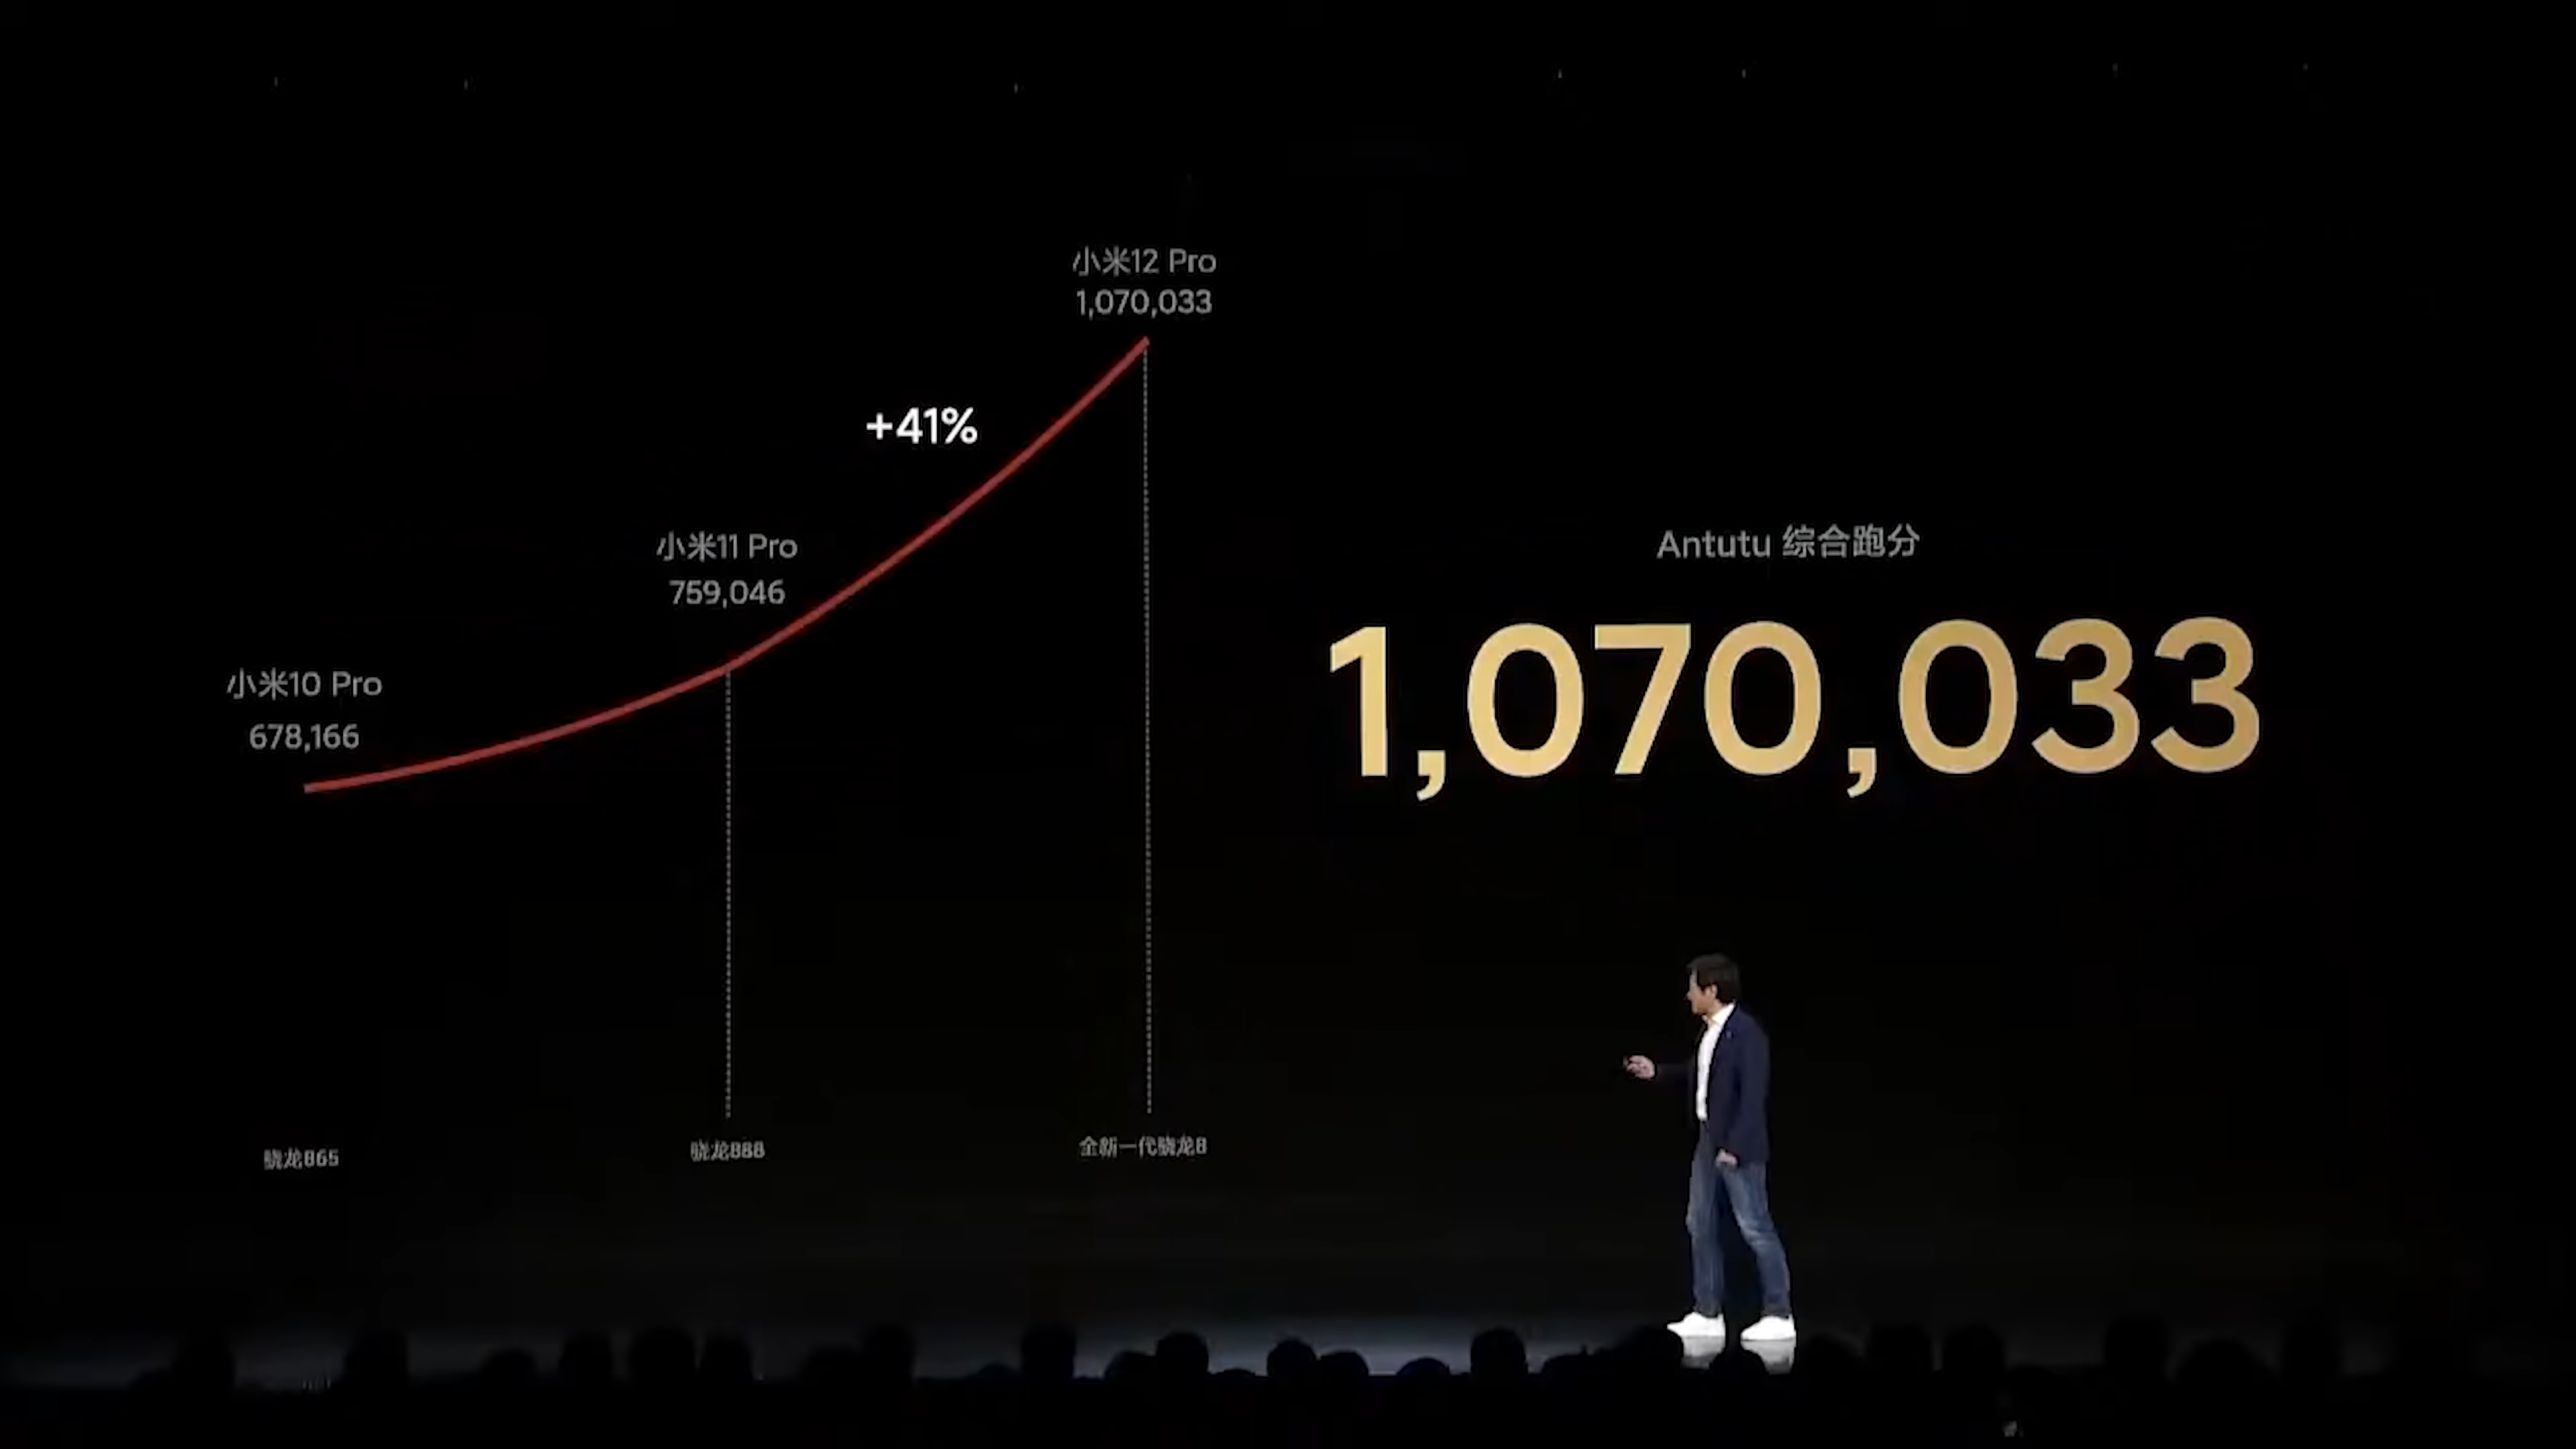 小米12 Pro
1,070,033
+41%
小米11 Pro
759,046
小米10 Pro
678,166
Antutu 综合跑分
1,070,033
骁龙865
骁龙888
全新一代骁龙8